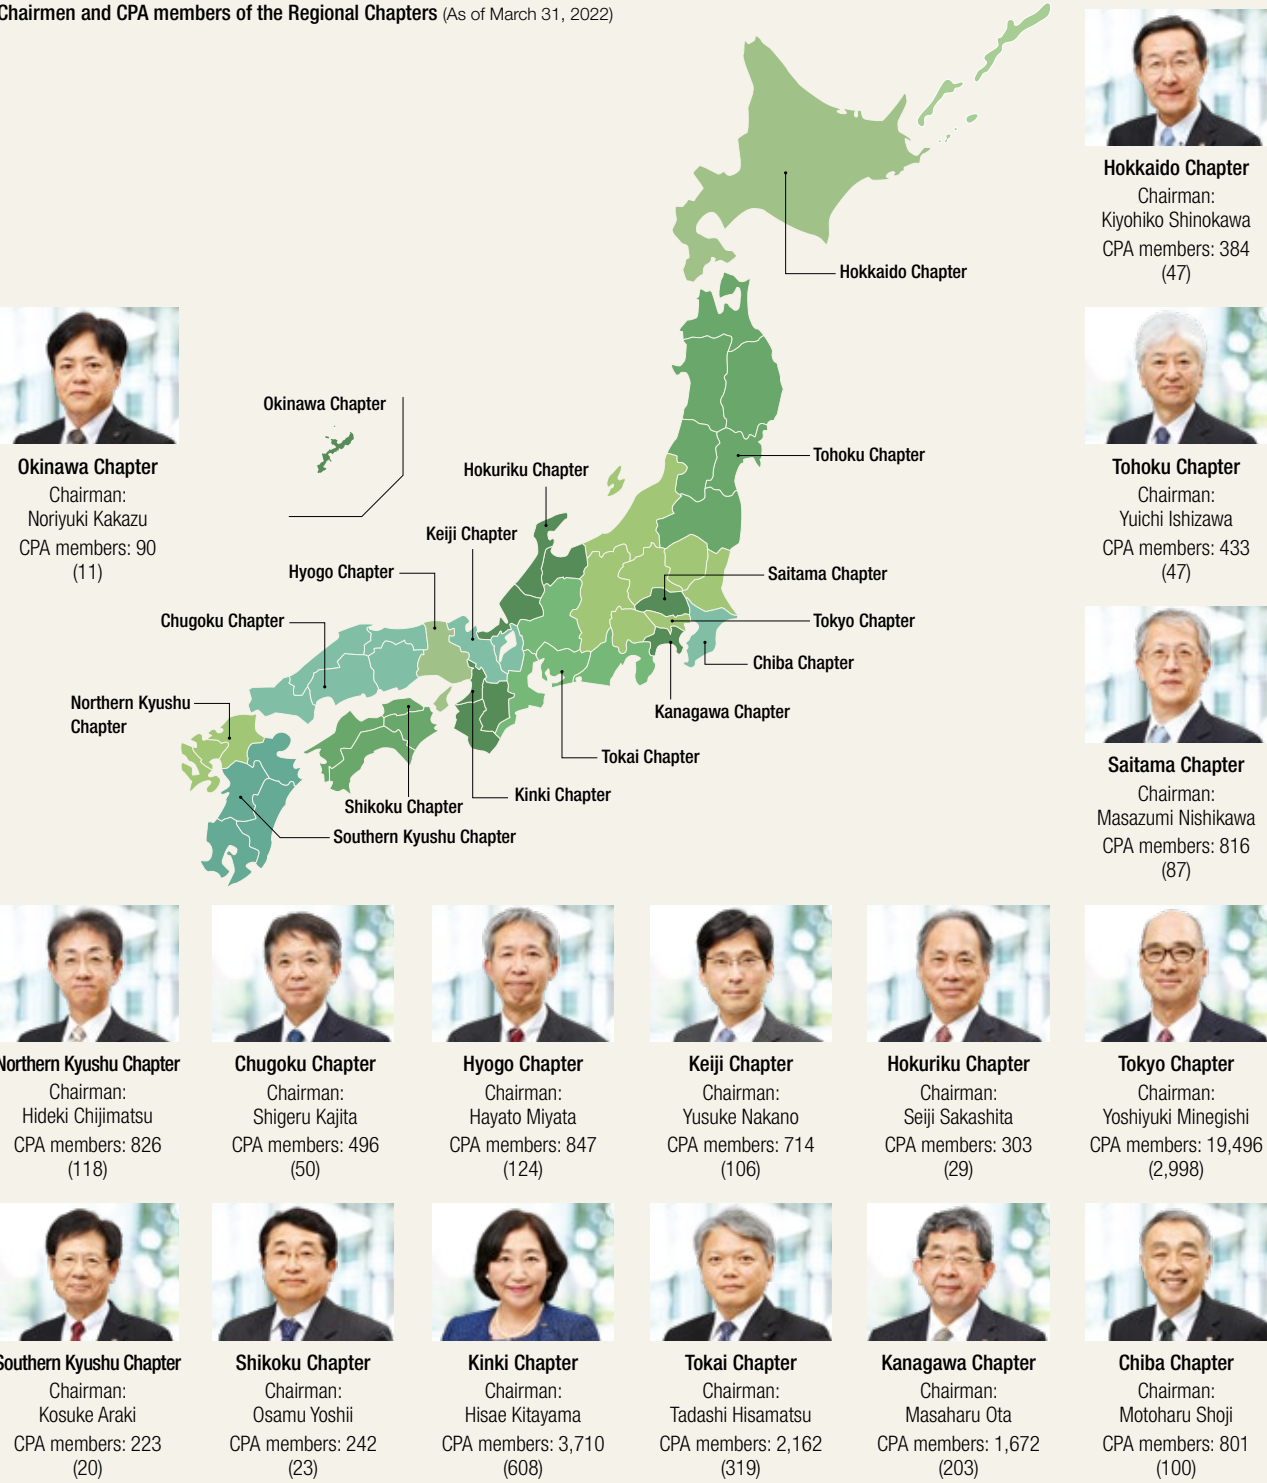 Chairmen and CPA members of the Regional Chapters (As of March 31, 2022)
Hokkaido Chapter
Chairman:
Kiyohiko Shinokawa
CPA members: 384
(47)
Hokkaido Chapter
Okinawa Chapter
Tohoku Chapter
Hokuriku Chapter
Keiji Chapter
Hyogo Chapter
Saitama Chapter
Chugoku Chapter
Tokyo Chapter
Chiba Chapter
Northern Kyushu
Chapter
Kanagawa Chapter
Tokai Chapter
Kinki Chapter
Shikoku Chapter
Southern Kyushu Chapter
Okinawa Chapter
Chairman:
Noriyuki Kakazu
CPA members: 90
(11)
Tohoku Chapter
Chairman:
Yuichi Ishizawa
CPA members: 433
(47)
Saitama Chapter
Chairman:
Masazumi Nishikawa
CPA members: 816
(87)
Northern Kyushu Chapter
Chairman:
Hideki Chijimatsu
CPA members: 826
(118)
Chugoku Chapter
Chairman:
Shigeru Kajita
CPA members: 496
(50)
Hyogo Chapter
Chairman:
Hayato Miyata
CPA members: 847
(124)
Keiji Chapter
Chairman:
Yusuke Nakano
CPA members: 714
(106)
Hokuriku Chapter
Chairman:
Seiji Sakashita
CPA members: 303
(29)
Tokyo Chapter
Chairman:
Yoshiyuki Minegishi
CPA members: 19,496
(2,998)
Southern Kyushu Chapter
Chairman:
Kosuke Araki
CPA members: 223
(20)
Shikoku Chapter
Chairman:
Osamu Yoshii
CPA members: 242
(23)
Kinki Chapter
Chairman:
Hisae Kitayama
CPA members: 3,710
(608)
Tokai Chapter
Chairman:
Tadashi Hisamatsu
CPA members: 2,162
(319)
Kanagawa Chapter
Chairman:
Masaharu Ota
CPA members: 1,672
(203)
Chiba Chapter
Chairman:
Motoharu Shoji
CPA members: 801
(100)